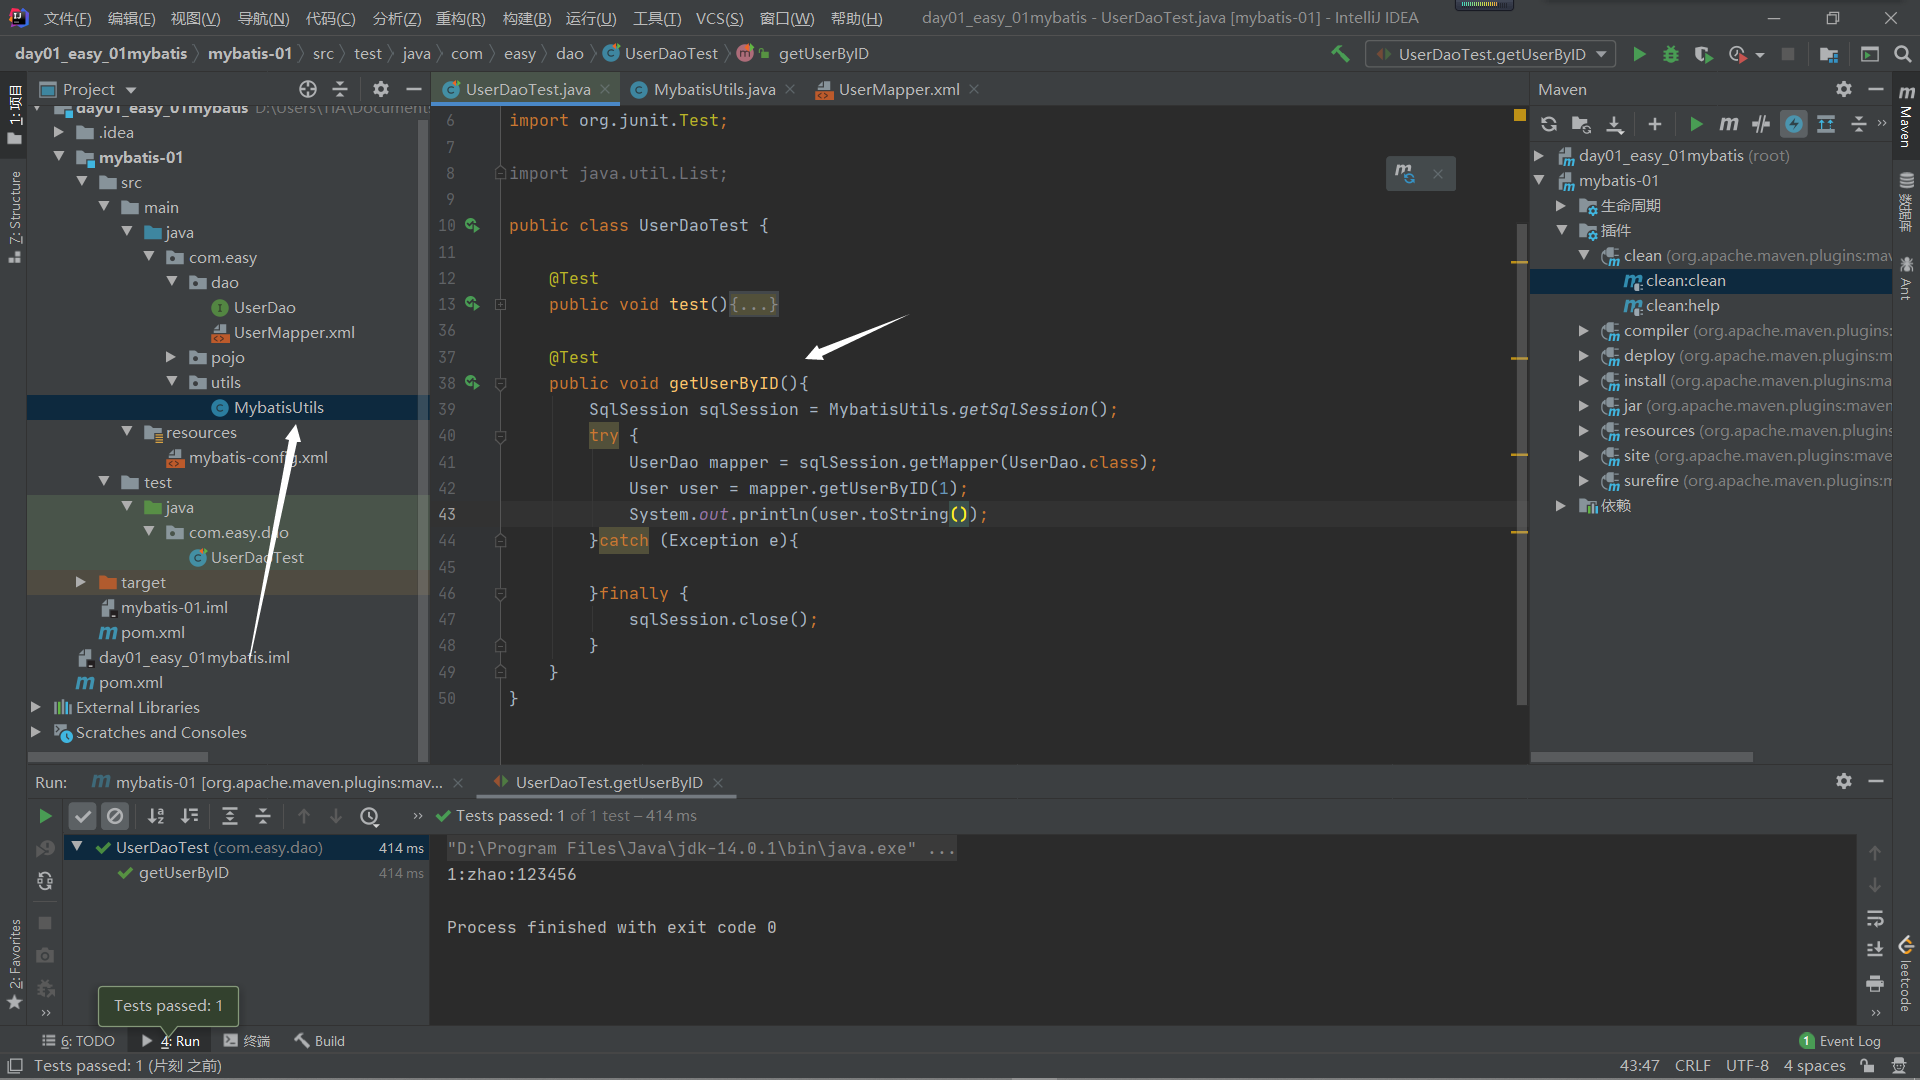 文件(F) 编辑(E) 视图(V) 导航(N) 代码(C) 分析(Z) 重构(R) 构建(B) 运行(U) 工具(T) VCS(S) 窗口(W) 帮助(H) day01_easy_01mybatis - UserDaoTest.java [mybatis-01] - IntelliJ IDEA
day01_easy_01mybatis mybatis-01 src test java com easy dao UserDaoTest getUserByID UserDaoTest.getUserByID
1: 项目
7: Structure
2: Favorites
Project
day01_easy_01mybatis D:\Users\TIA\Document
.idea
mybatis-01
src
main
java
com.easy
dao
UserDao
UserMapper.xml
pojo
utils
MybatisUtils
resources
mybatis-config.xml
test
java
com.easy.dao
UserDaoTest
target
mybatis-01.iml
pom.xml
day01_easy_01mybatis.iml
pom.xml
External Libraries
Scratches and Consoles
UserDaoTest.java MybatisUtils.java UserMapper.xml
6 import org.junit.Test;
7
8 import java.util.List;
9
10 public class UserDaoTest {
11
12 @Test
13 public void test(){...}
36
37 @Test
38 public void getUserByID(){
39 SqlSession sqlSession = MybatisUtils.getSqlSession();
40 try {
41 UserDao mapper = sqlSession.getMapper(UserDao.class);
42 User user = mapper.getUserByID(1);
43 System.out.println(user.toString());
44 }catch (Exception e){
45
46 }finally {
47 sqlSession.close();
48 }
49 }
50 }
Maven
day01_easy_01mybatis (root)
mybatis-01
生命周期
插件
clean (org.apache.maven.plugins:mav
clean:clean
clean:help
compiler (org.apache.maven.plugins:
deploy (org.apache.maven.plugins:m
install (org.apache.maven.plugins:ma
jar (org.apache.maven.plugins:maven
resources (org.apache.maven.plugins
site (org.apache.maven.plugins:mave
surefire (org.apache.maven.plugins:m
依赖
Maven
数据库
Ant
leetcode
Run: mybatis-01 [org.apache.maven.plugins:mav... UserDaoTest.getUserByID
Tests passed: 1 of 1 test – 414 ms
UserDaoTest (com.easy.dao) 414 ms
getUserByID 414 ms
"D:\Program Files\Java\jdk-14.0.1\bin\java.exe" ...
1:zhao:123456
Process finished with exit code 0
Tests passed: 1
6: TODO 4: Run 终端 Build 1 Event Log
Tests passed: 1 (片刻 之前) 43:47 CRLF UTF-8 4 spaces